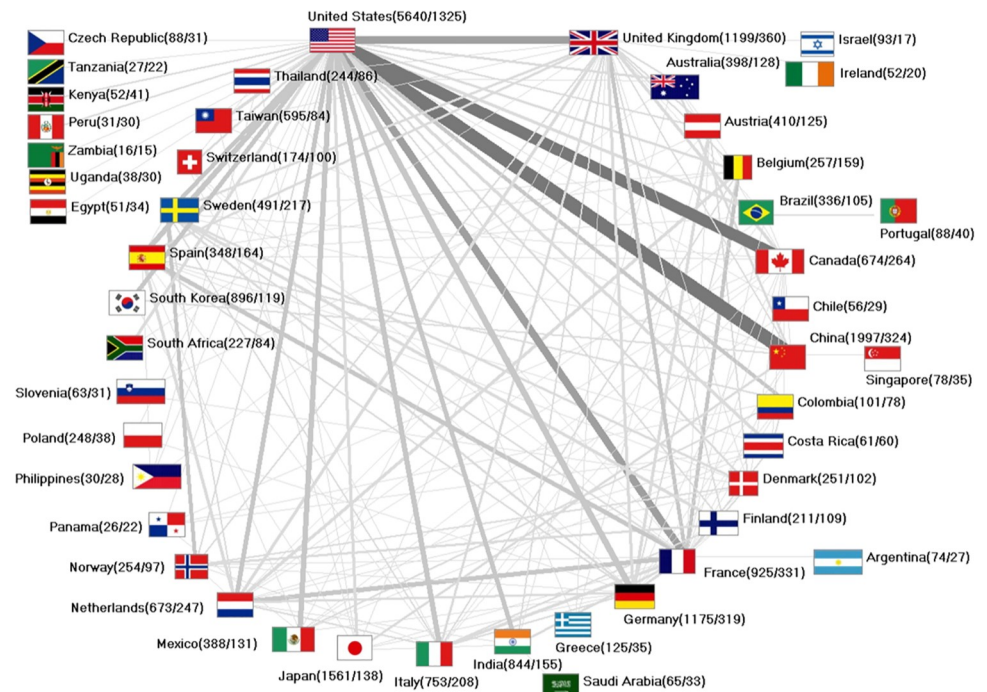 United States(5640/1325)
Czech Republic(88/31)
United Kingdom(1199/360)
Israel(93/17)
Tanzania(27/22)
Thailand(244/86)
Australia(398/128)
Ireland(52/20)
Kenya(52/41)
Taiwan(595/84)
Austria(410/125)
Peru(31/30)
Zambia(16/15)
Switzerland(174/100)
Belgium(257/159)
Uganda(38/30)
Egypt(51/34)
Sweden(491/217)
Brazil(336/105)
Portugal(88/40)
Spain(348/164)
Canada(674/264)
South Korea(896/119)
Chile(56/29)
South Africa(227/84)
China(1997/324)
Singapore(78/35)
Slovenia(63/31)
Colombia(101/78)
Poland(248/38)
Costa Rica(61/60)
Philippines(30/28)
Denmark(251/102)
Panama(26/22)
Finland(211/109)
Norway(254/97)
France(925/331)
Argentina(74/27)
Netherlands(673/247)
Germany(1175/319)
Mexico(388/131)
Greece(125/35)
Japan(1561/138)
Italy(753/208)
India(844/155)
Saudi Arabia(65/33)